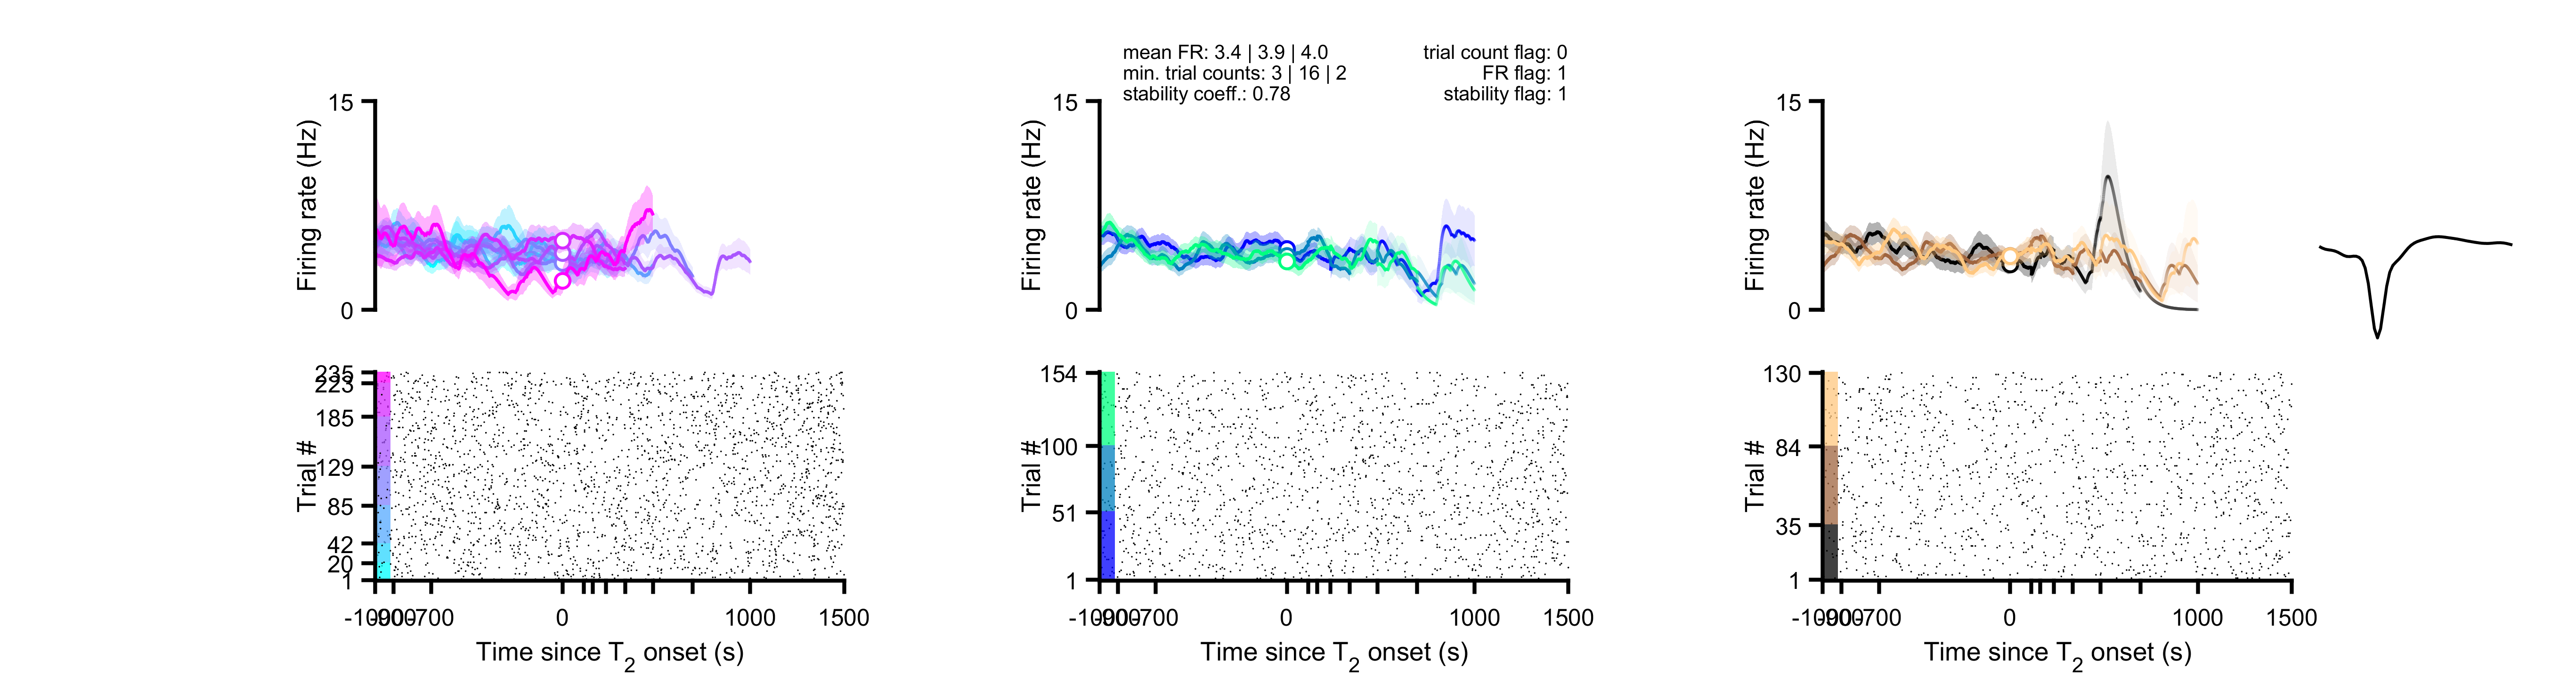 mean FR: 3.4 | 3.9 | 4.0
min. trial counts: 3 | 16 | 2
stability coeff.: 0.78
trial count flag: 0
FR flag: 1
stability flag: 1
15
Firing rate (Hz)
0
15
Firing rate (Hz)
0
15
Firing rate (Hz)
0
235
223
185
129
85
42
20
1
Trial #
154
100
51
1
Trial #
130
84
35
1
Trial #
-700
0
1000
1500
Time since T2 onset (s)
-700
0
1000
1500
Time since T2 onset (s)
-700
0
1000
1500
Time since T2 onset (s)